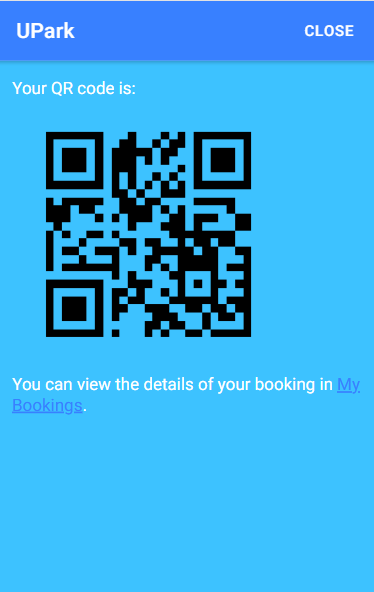 UPark
CLOSE
Your QR code is:
You can view the details of your booking in My
Bookings.